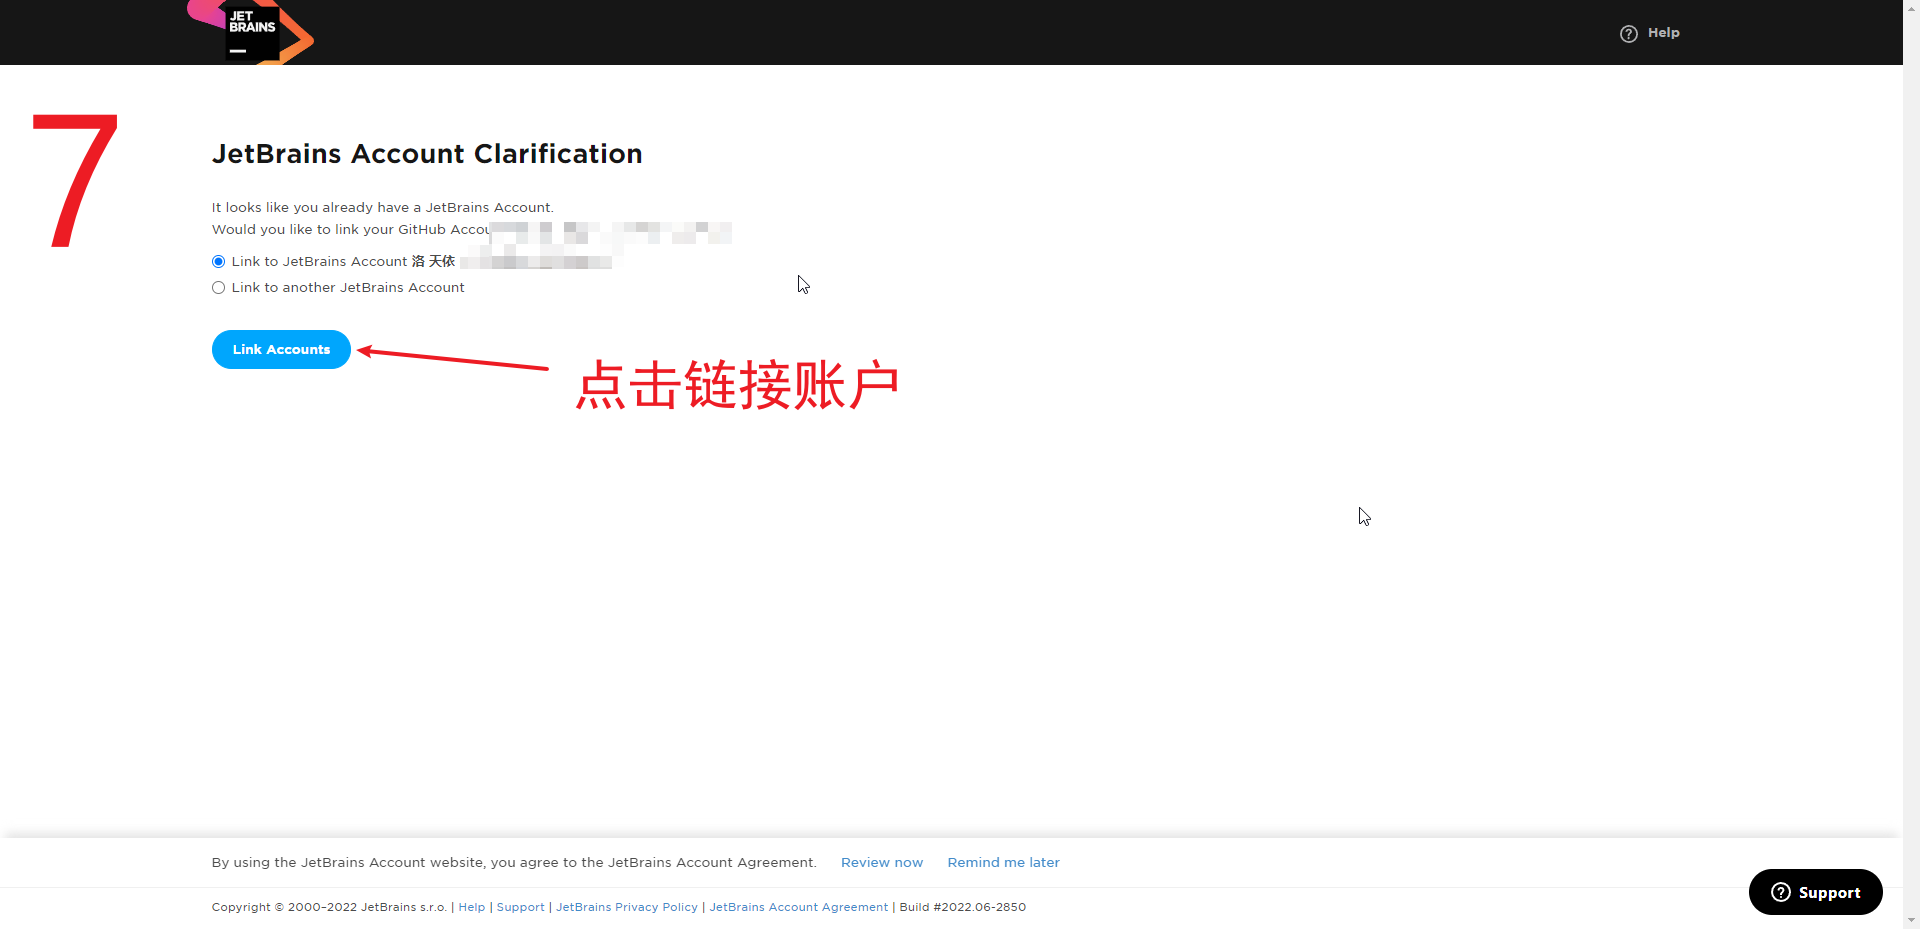 JET
BRAINS
Help
7
JetBrains Account Clarification
It looks like you already have a JetBrains Account.
Would you like to link your GitHub
Link to JetBrains Account 洛 天依
Link to another JetBrains Account
Link Accounts
点击链接账户
By using the JetBrains Account website, you agree to the JetBrains Account Agreement. Review now Remind me later
Support
Copyright © 2000–2022 JetBrains s.r.o. | Help | Support | JetBrains Privacy Policy | JetBrains Account Agreement | Build #2022.06-2850